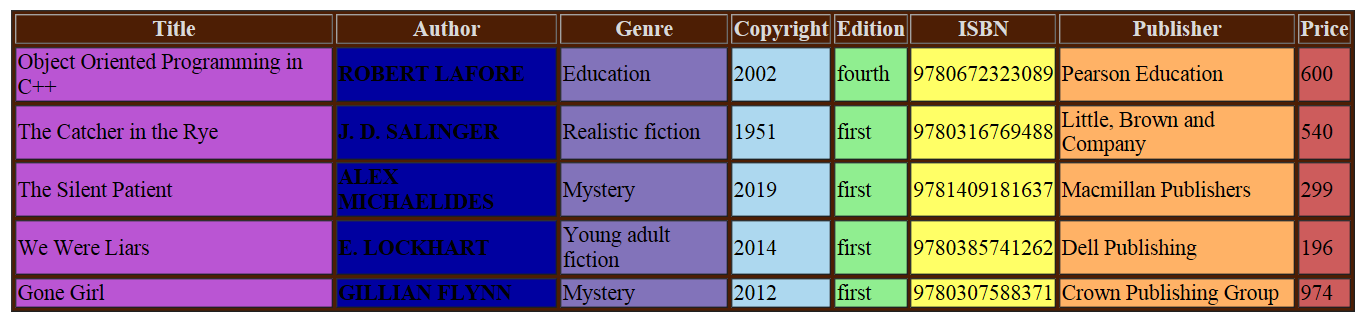 Title Author Genre Copyright Edition ISBN Publisher Price
Object Oriented Programming in C++ ROBERT LAFORE Education 2002 fourth 9780672323089 Pearson Education 600
The Catcher in the Rye J. D. SALINGER Realistic fiction 1951 first 9780316769488 Little, Brown and Company 540
The Silent Patient ALEX MICHAELIDES Mystery 2019 first 9781409181637 Macmillan Publishers 299
We Were Liars E. LOCKHART Young adult fiction 2014 first 9780385741262 Dell Publishing 196
Gone Girl GILLIAN FLYNN Mystery 2012 first 9780307588371 Crown Publishing Group 974